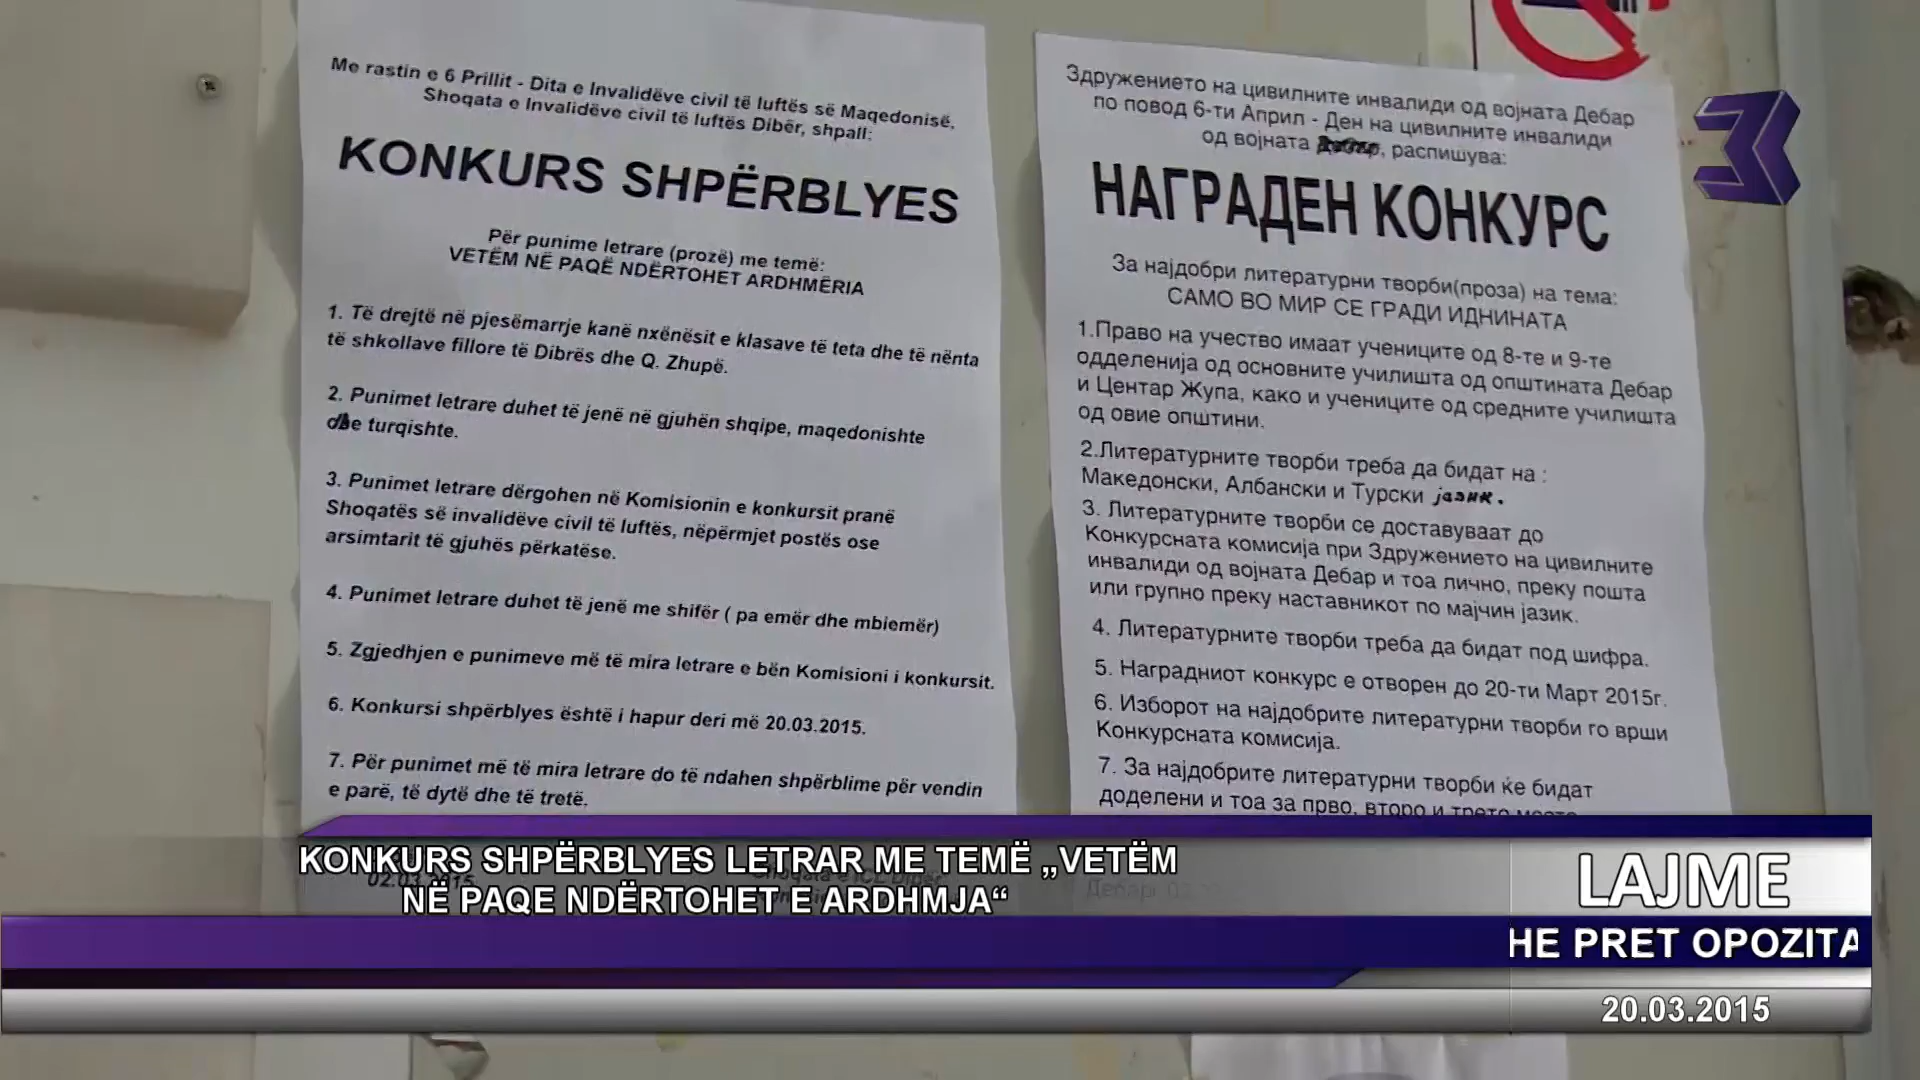 Me rastin e 6 Prillit - Dita e Invalidëve civil të luftës së Maqedonisë,
Shoqata e Invalidëve civil të luftës Dibër, shpall:
KONKURS SHPËRBLYES
Për punime letrare (prozë) me temë:
VETËM NË PAQË NDËRTOHET ARDHMËRIA
1. Të drejtë në pjesëmarrje kanë nxënësit e klasave të teta dhe të nënta
të shkollave fillore të Dibrës dhe Q. Zhupë.
2. Punimet letrare duhet të jenë në gjuhën shqipe, maqedonishte
dhe turqishte.
3. Punimet letrare dërgohen në Komisionin e konkursit pranë
Shoqatës së invalidëve civil të luftës, nëpërmjet postës ose
arsimtarit të gjuhës përkatëse.
4. Punimet letrare duhet të jenë me shifër ( pa emër dhe mbiemër)
5. Zgjedhjen e punimeve më të mira letrare e bën Komisioni i konkursit.
6. Konkursi shpërblyes është i hapur deri më 20.03.2015.
7. Për punimet më të mira letrare do të ndahen shpërblime për vendin
e parë, të dytë dhe të tretë.
02.03.2015
Здружението на цивилните инвалиди од војната Дебар
по повод 6-ти Април - Ден на цивилните инвалиди
од војната Дебар, распишува:
НАГРАДЕН КОНКУРС
За најдобри литературни творби(проза) на тема:
САМО ВО МИР СЕ ГРАДИ ИДНИНАТА
1.Право на учество имаат учениците од 8-те и 9-те
одделенија од основните училишта од општината Дебар
и Центар Жупа, како и учениците од средните училишта
од овие општини.
2.Литературните творби треба да бидат на :
Македонски, Албански и Турски јазик.
3. Литературните творби се доставуваат до
Конкурсната комисија при Здружението на цивилните
инвалиди од војната Дебар и тоа лично, преку пошта
или групно преку наставникот по мајчин јазик.
4. Литературните творби треба да бидат под шифра.
5. Наградниот конкурс е отворен до 20-ти Март 2015г.
6. Изборот на најдобрите литературни творби го врши
Конкурсната комисија.
7. За најдобрите литературни творби ќе бидат
доделени и тоа за прво, второ и трето место
KONKURS SHPËRBLYES LETRAR ME TEMË „VETËM
NË PAQE NDËRTOHET E ARDHMJA“
LAJME
HE PRET OPOZITA
20.03.2015